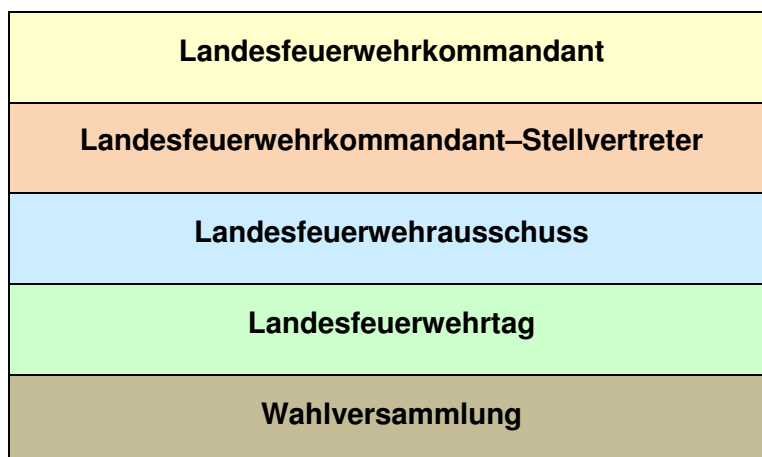 Landesfeuerwehrkommandant
Landesfeuerwehrkommandant–Stellvertreter
Landesfeuerwehrausschuss
Landesfeuerwehrtag
Wahlversammlung